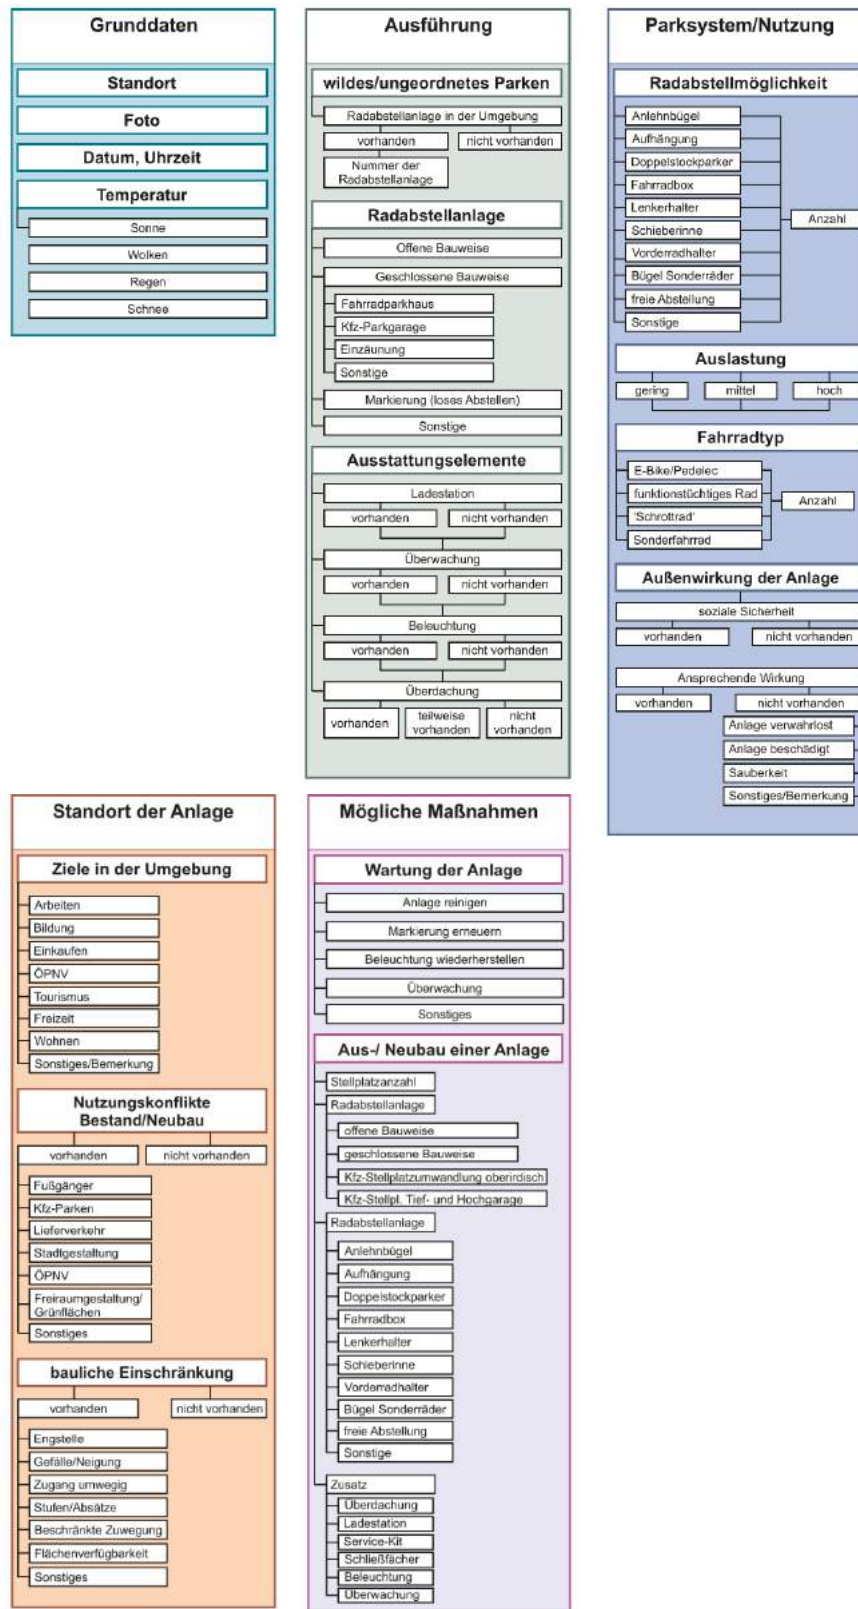 Grunddaten
Standort
Foto
Datum, Uhrzeit
Temperatur
Sonne
Wolken
Regen
Schnee
Ausführung
wildes/ungeordnetes Parken
Radabstellanlage in der Umgebung
vorhanden
nicht vorhanden
Nummer der
Radabstellanlage
Radabstellanlage
Offene Bauweise
Geschlossene Bauweise
Fahrradparkhaus
Kfz-Parkgarage
Einzäunung
Sonstige
Markierung (loses Abstellen)
Sonstige
Ausstattungselemente
Ladestation
vorhanden
nicht vorhanden
Überwachung
vorhanden
nicht vorhanden
Beleuchtung
vorhanden
nicht vorhanden
Überdachung
vorhanden
teilweise
vorhanden
nicht
vorhanden
Parksystem/Nutzung
Radabstellmöglichkeit
Anlehnbügel
Aufhängung
Doppelstockparker
Fahrradbox
Lenkerhalter
Schieberinne
Vorderradhalter
Bügel Sonderräder
freie Abstellung
Sonstige
Anzahl
Auslastung
gering
mittel
hoch
Fahrradtyp
E-Bike/Pedelec
funktionstüchtiges Rad
'Schrottrad'
Sonderfahrrad
Anzahl
Außenwirkung der Anlage
soziale Sicherheit
vorhanden
nicht vorhanden
Ansprechende Wirkung
vorhanden
nicht vorhanden
Anlage verwahrlost
Anlage beschädigt
Sauberkeit
Sonstiges/Bemerkung
Standort der Anlage
Ziele in der Umgebung
Arbeiten
Bildung
Einkaufen
ÖPNV
Tourismus
Freizeit
Wohnen
Sonstiges/Bemerkung
Nutzungskonflikte
Bestand/Neubau
vorhanden
nicht vorhanden
Fußgänger
Kfz-Parken
Lieferverkehr
Stadtgestaltung
ÖPNV
Freiraumgestaltung/
Grünflächen
Sonstiges
bauliche Einschränkung
vorhanden
nicht vorhanden
Engstelle
Gefälle/Neigung
Zugang umwegig
Stufen/Absätze
Beschränkte Zuwegung
Flächenverfügbarkeit
Sonstiges
Mögliche Maßnahmen
Wartung der Anlage
Anlage reinigen
Markierung erneuern
Beleuchtung wiederherstellen
Überwachung
Sonstiges
Aus-/ Neubau einer Anlage
Stellplatzanzahl
Radabstellanlage
offene Bauweise
geschlossene Bauweise
Kfz-Stellplatzumwandlung oberirdisch
Kfz-Stellpl. Tief- und Hochgarage
Radabstellanlage
Anlehnbügel
Aufhängung
Doppelstockparker
Fahrradbox
Lenkerhalter
Schieberinne
Vorderradhalter
Bügel Sonderräder
freie Abstellung
Sonstige
Zusatz
Überdachung
Ladestation
Service-Kit
Schließfächer
Beleuchtung
Überwachung